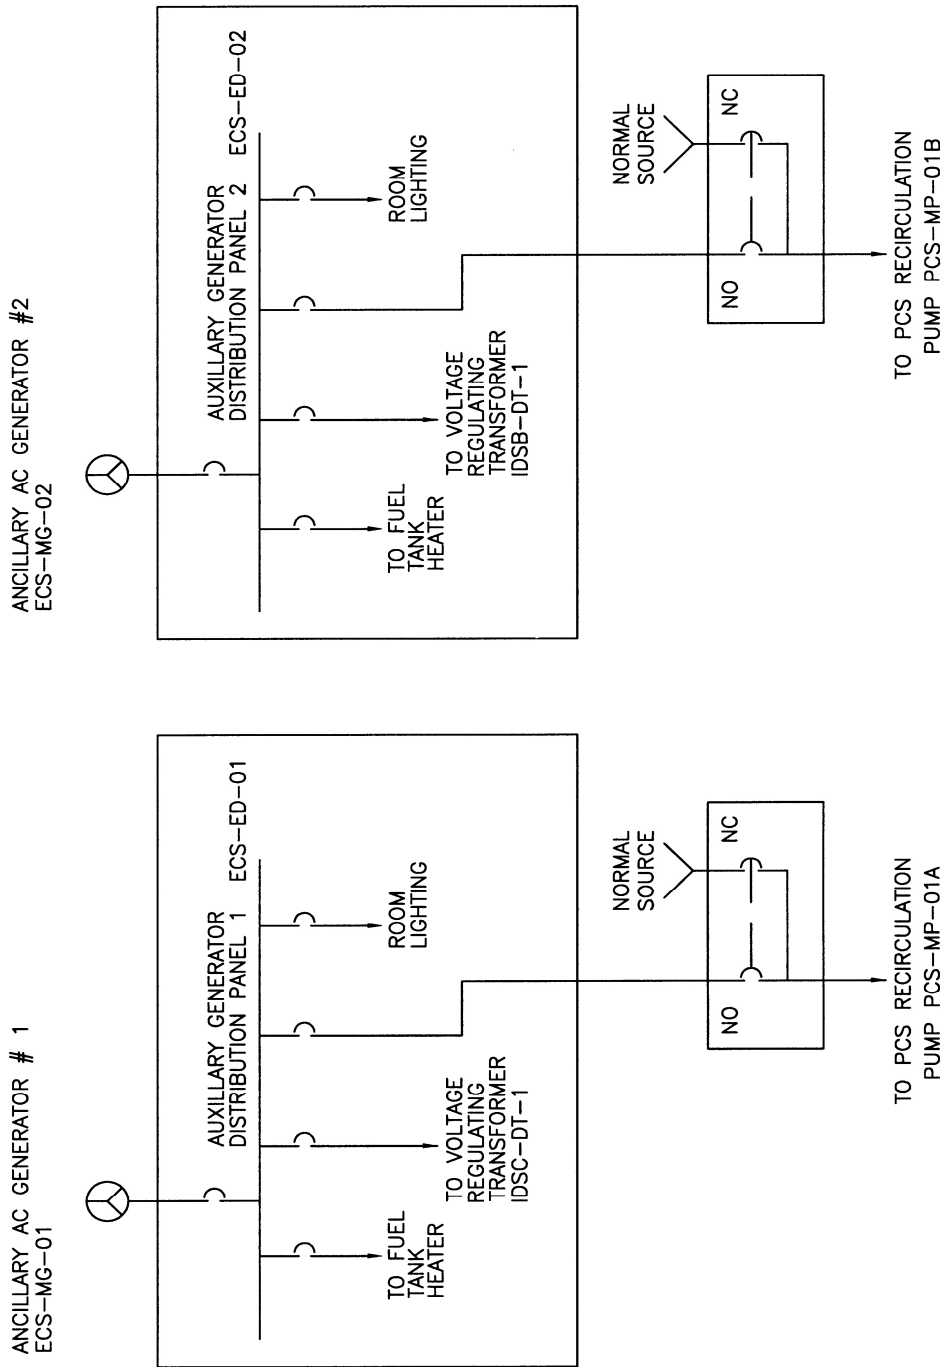 ANCILLARY AC GENERATOR # 1
ECS-MG-01
AUXILLARY GENERATOR
DISTRIBUTION PANEL 1 ECS-ED-01
TO FUEL
TANK
HEATER
TO VOLTAGE
REGULATING
TRANSFORMER
IDSC-DT-1
ROOM
LIGHTING
NORMAL
SOURCE
NO
NC
TO PCS RECIRCULATION
PUMP PCS-MP-01A
ANCILLARY AC GENERATOR #2
ECS-MG-02
AUXILLARY GENERATOR
DISTRIBUTION PANEL 2 ECS-ED-02
TO FUEL
TANK
HEATER
TO VOLTAGE
REGULATING
TRANSFORMER
IDSB-DT-1
ROOM
LIGHTING
NORMAL
SOURCE
NO
NC
TO PCS RECIRCULATION
PUMP PCS-MP-01B